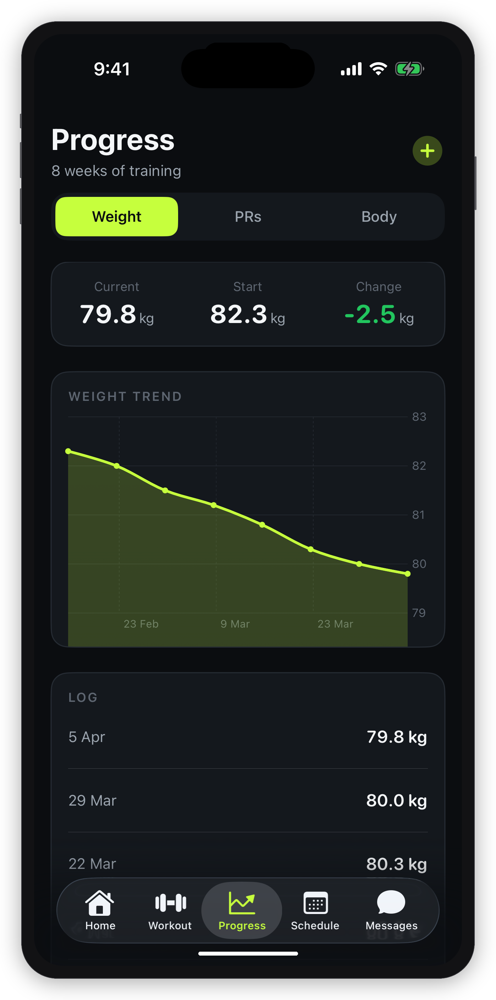 9:41
Progress
8 weeks of training
Weight PRs Body
Current Start Change
79.8 kg 82.3 kg -2.5 kg
WEIGHT TREND
83
82
81
80
79
23 Feb 9 Mar 23 Mar
LOG
5 Apr 79.8 kg
29 Mar 80.0 kg
22 Mar 80.3 kg
Home Workout Progress Schedule Messages